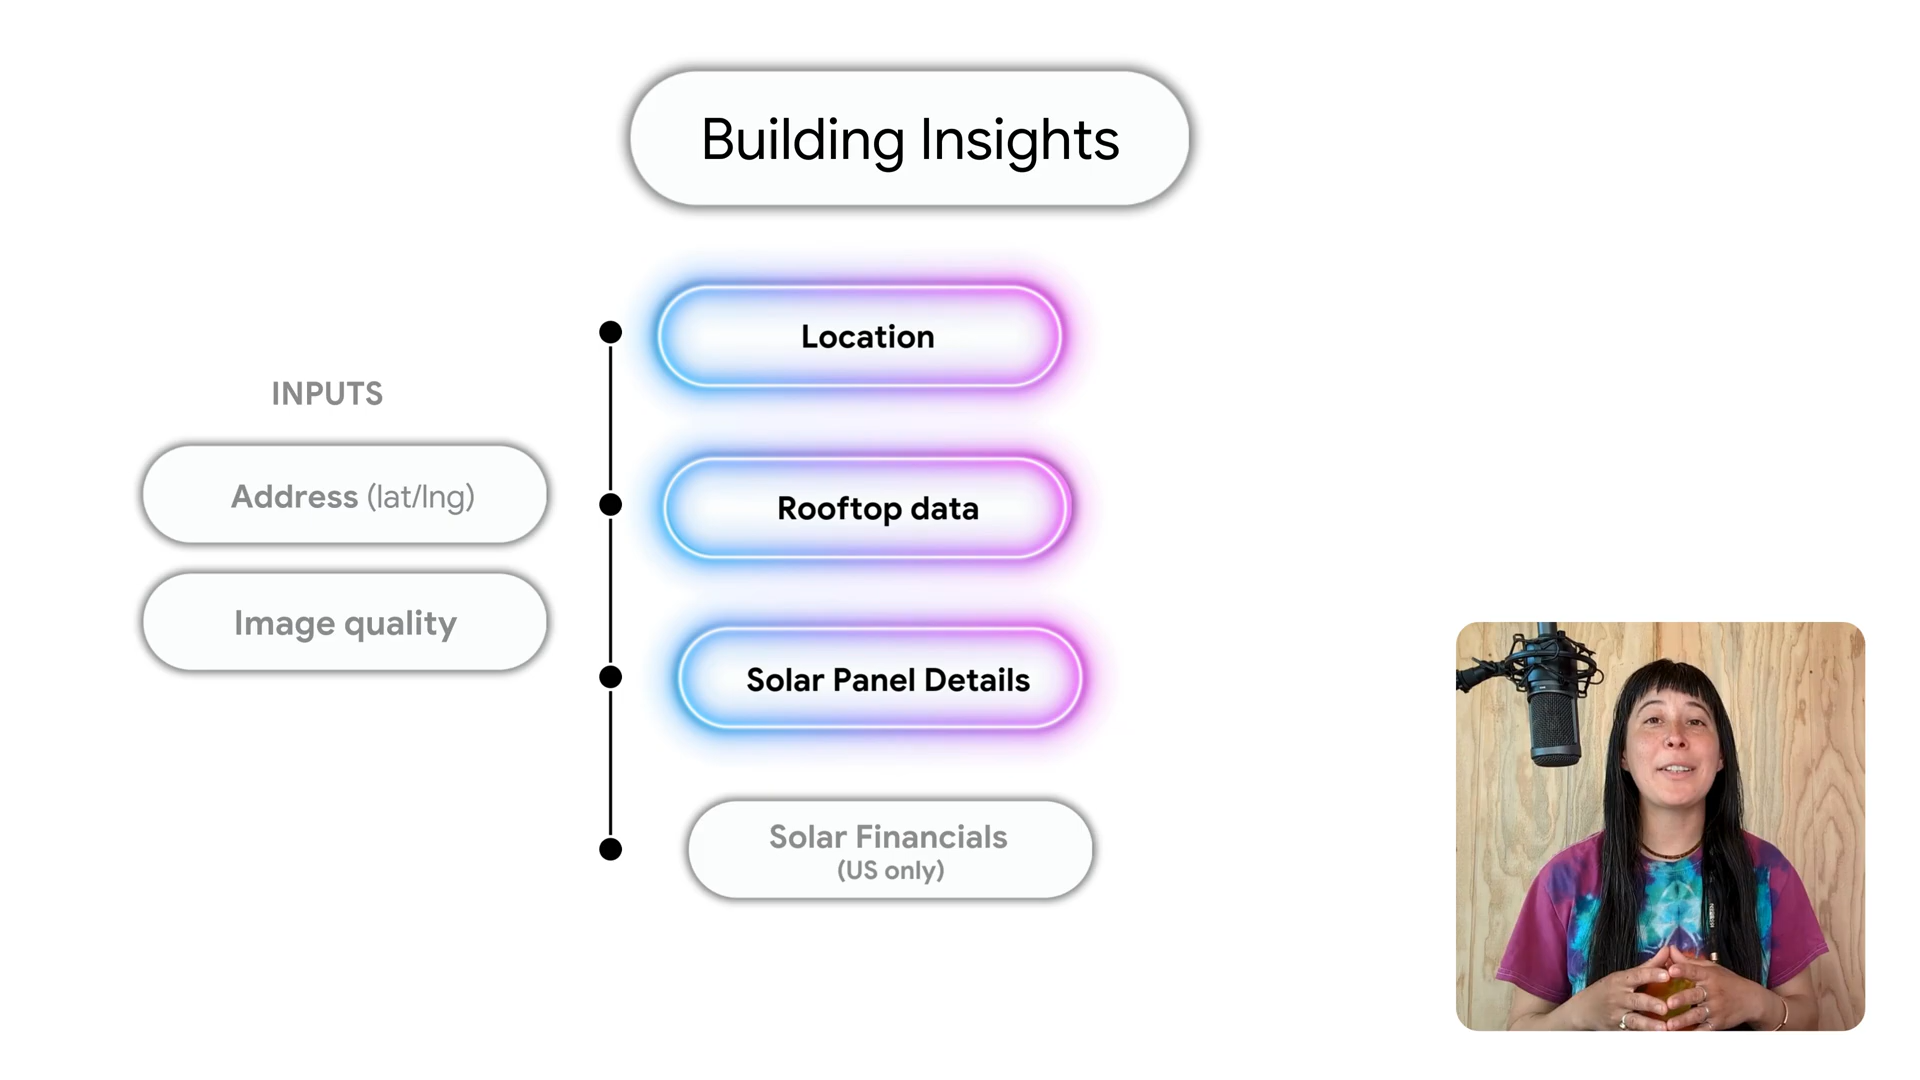 Building Insights
INPUTS
Address (lat/lng)
Image quality
Location
Rooftop data
Solar Panel Details
Solar Financials
(US only)